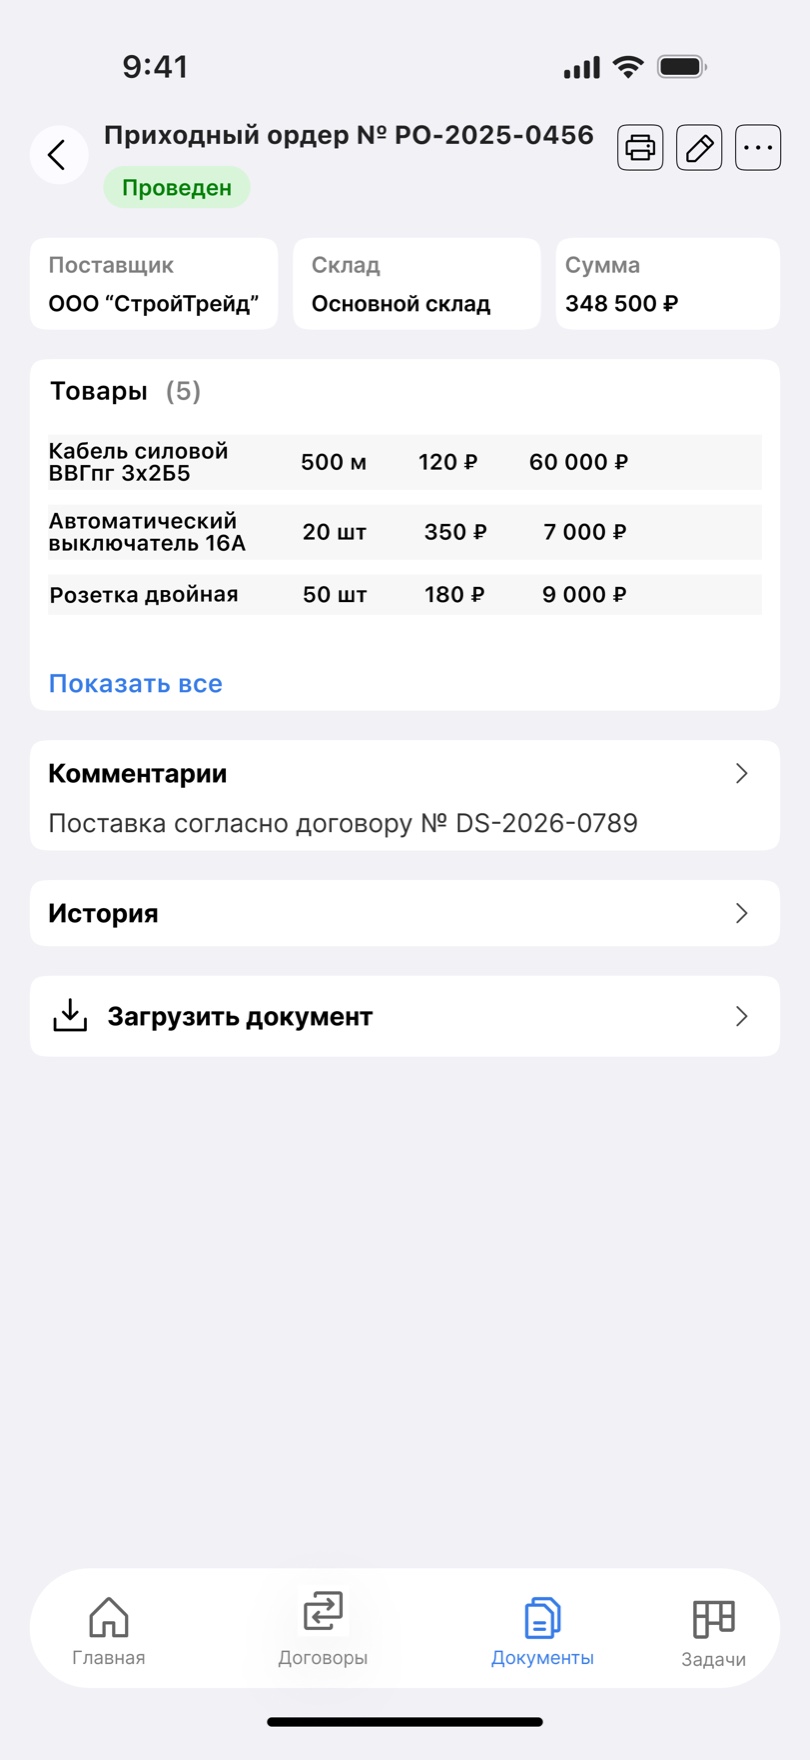 9:41
Приходный ордер № РО-2025-0456
Проведен
Поставщик
ООО “СтройТрейд”
Склад
Основной склад
Сумма
348 500 ₽
Товары (5)
Кабель силовой
ВВГпг 3х2Б5
500 м
120 ₽
60 000 ₽
Автоматический
выключатель 16А
20 шт
350 ₽
7 000 ₽
Розетка двойная
50 шт
180 ₽
9 000 ₽
Показать все
Комментарии
Поставка согласно договору № DS-2026-0789
История
Загрузить документ
Главная
Договоры
Документы
Задачи